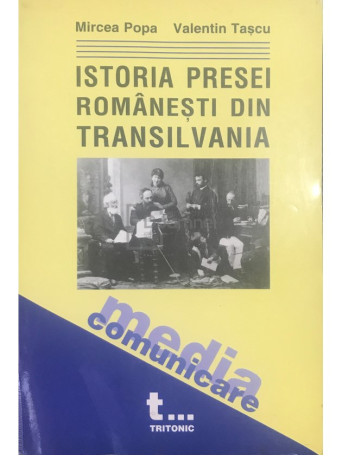 Mircea Popa   Valentin Tașcu
ISTORIA PRESEI
ROMÂNEȘTI DIN
TRANSILVANIA
media
comunicare
t...
TRITONIC